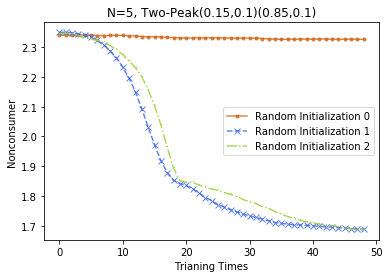 N=5, Two-Peak(0.15,0.1)(0.85,0.1)
Nonconsumer
2.3
2.2
2.1
2.0
1.9
1.8
1.7
Random Initialization 0
Random Initialization 1
Random Initialization 2
0 10 20 30 40 50
Trianing Times